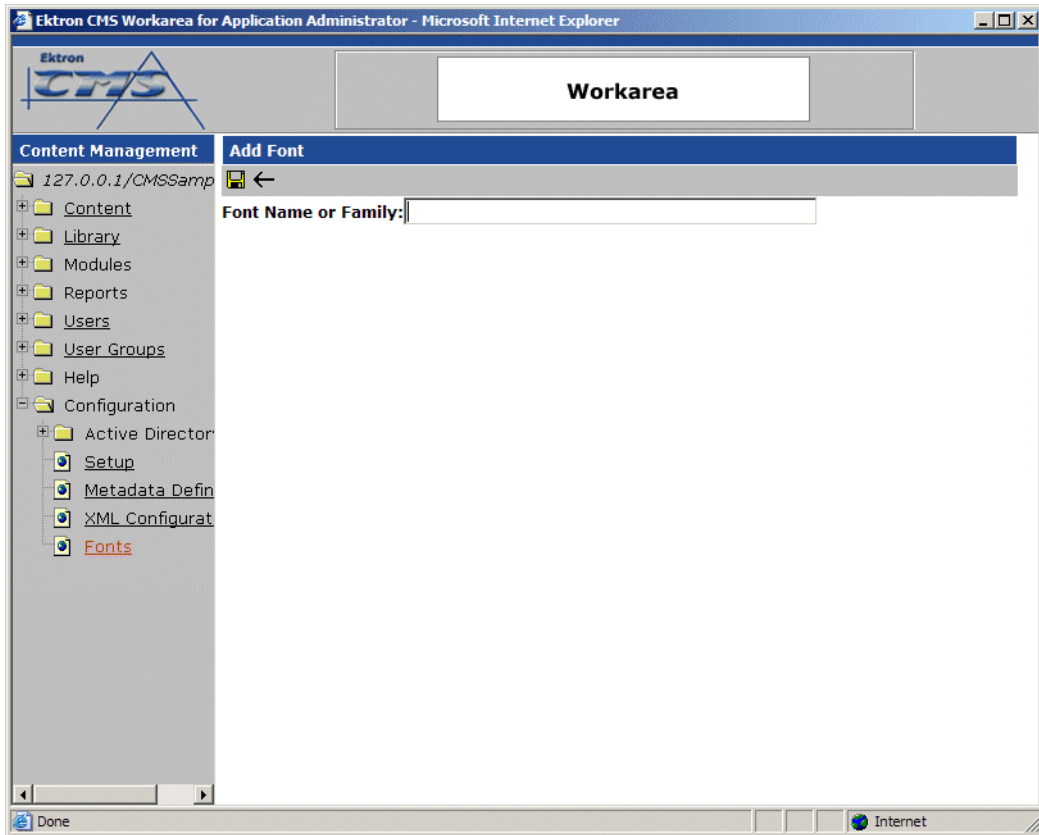 Ektron CMS Workarea for Application Administrator - Microsoft Internet Explorer
Ektron
CMS
Workarea
Content Management
Add Font
127.0.0.1/CMSSamp
Font Name or Family:
Content
Library
Modules
Reports
Users
User Groups
Help
Configuration
Active Director
Setup
Metadata Defin
XML Configurat
Fonts
Done
Internet